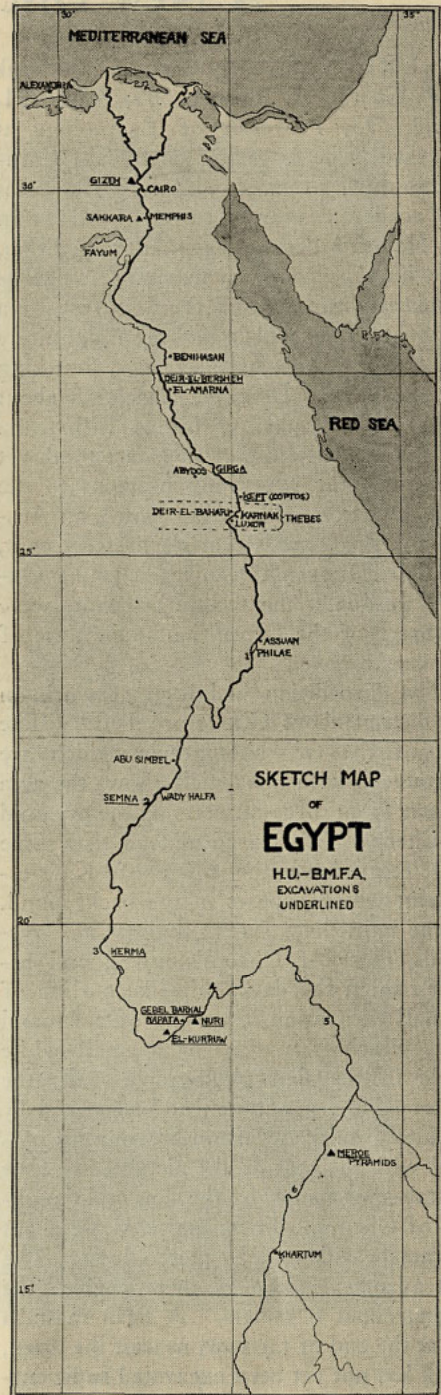 30° 35°
MEDITERRANEAN SEA
ALEXANDRIA
30°
GIZEH
CAIRO
SAKKARA MEMPHIS
FAYUM
BENIHASAN
DEIR-EL-BERSHEH
EL-AMARNA
RED SEA
ABYDOS GIRGA
KEFT (COPTOS)
DEIR-EL-BAHARI KARNAK THEBES
LUXOR
25°
ASSUAN
1 PHILAE
ABU SIMBEL
SKETCH MAP
OF
EGYPT
H.U.-B.M.F.A.
EXCAVATIONS
UNDERLINED
SEMNA 2 WADY HALFA
20°
3 KERMA
4
GEBEL BARKAL
NAPATA NURI
5
EL-KURRUW
MEROE
PYRAMIDS
6
KHARTUM
15°